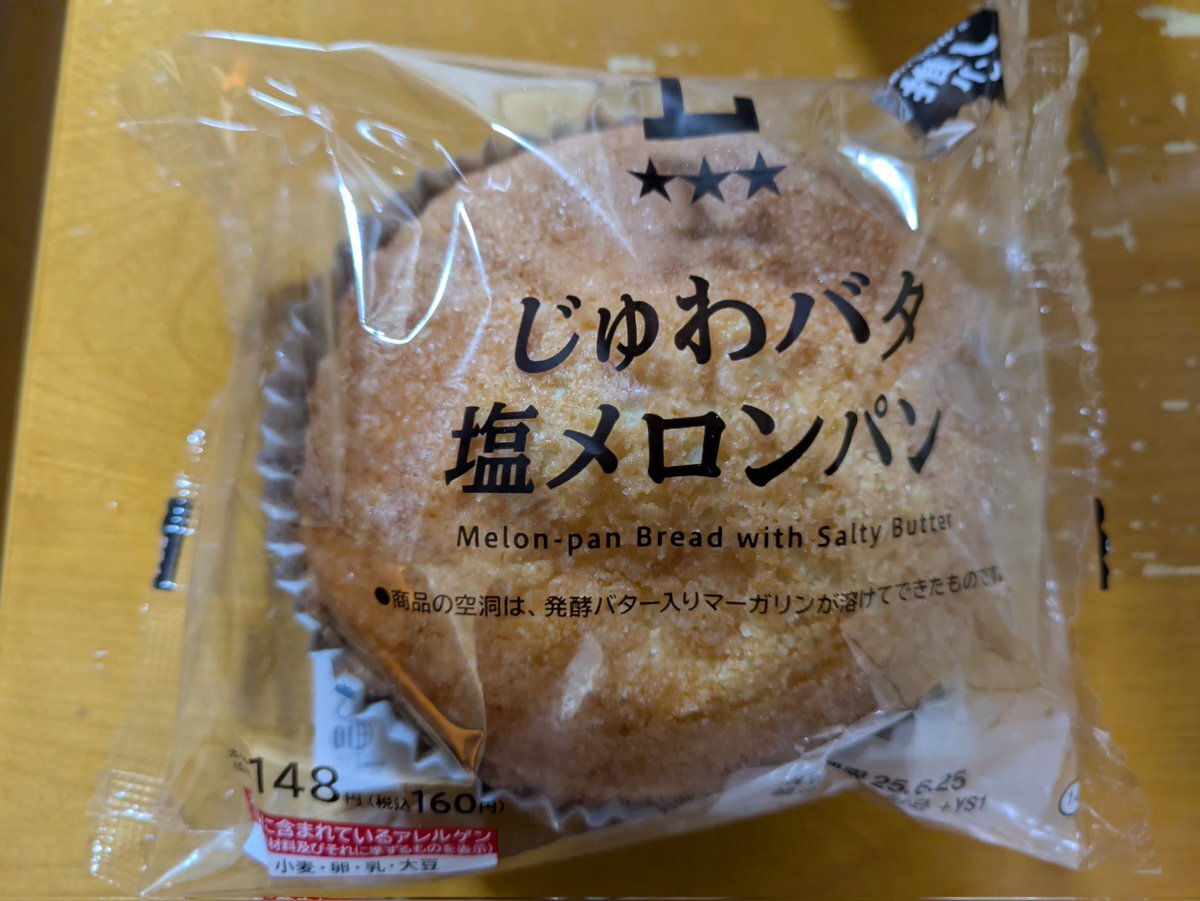 ★★★
じゅわバタ
塩メロンパン
Melon-pan Bread with Salty Butter
●商品の空洞は、発酵バター入りマーガリンが溶けてできたものです。
148円(税込160円)
に含まれているアレルゲン
材料及びそれに準ずるものを表示)
小麦・卵・乳・大豆
25.6.25
+YS1